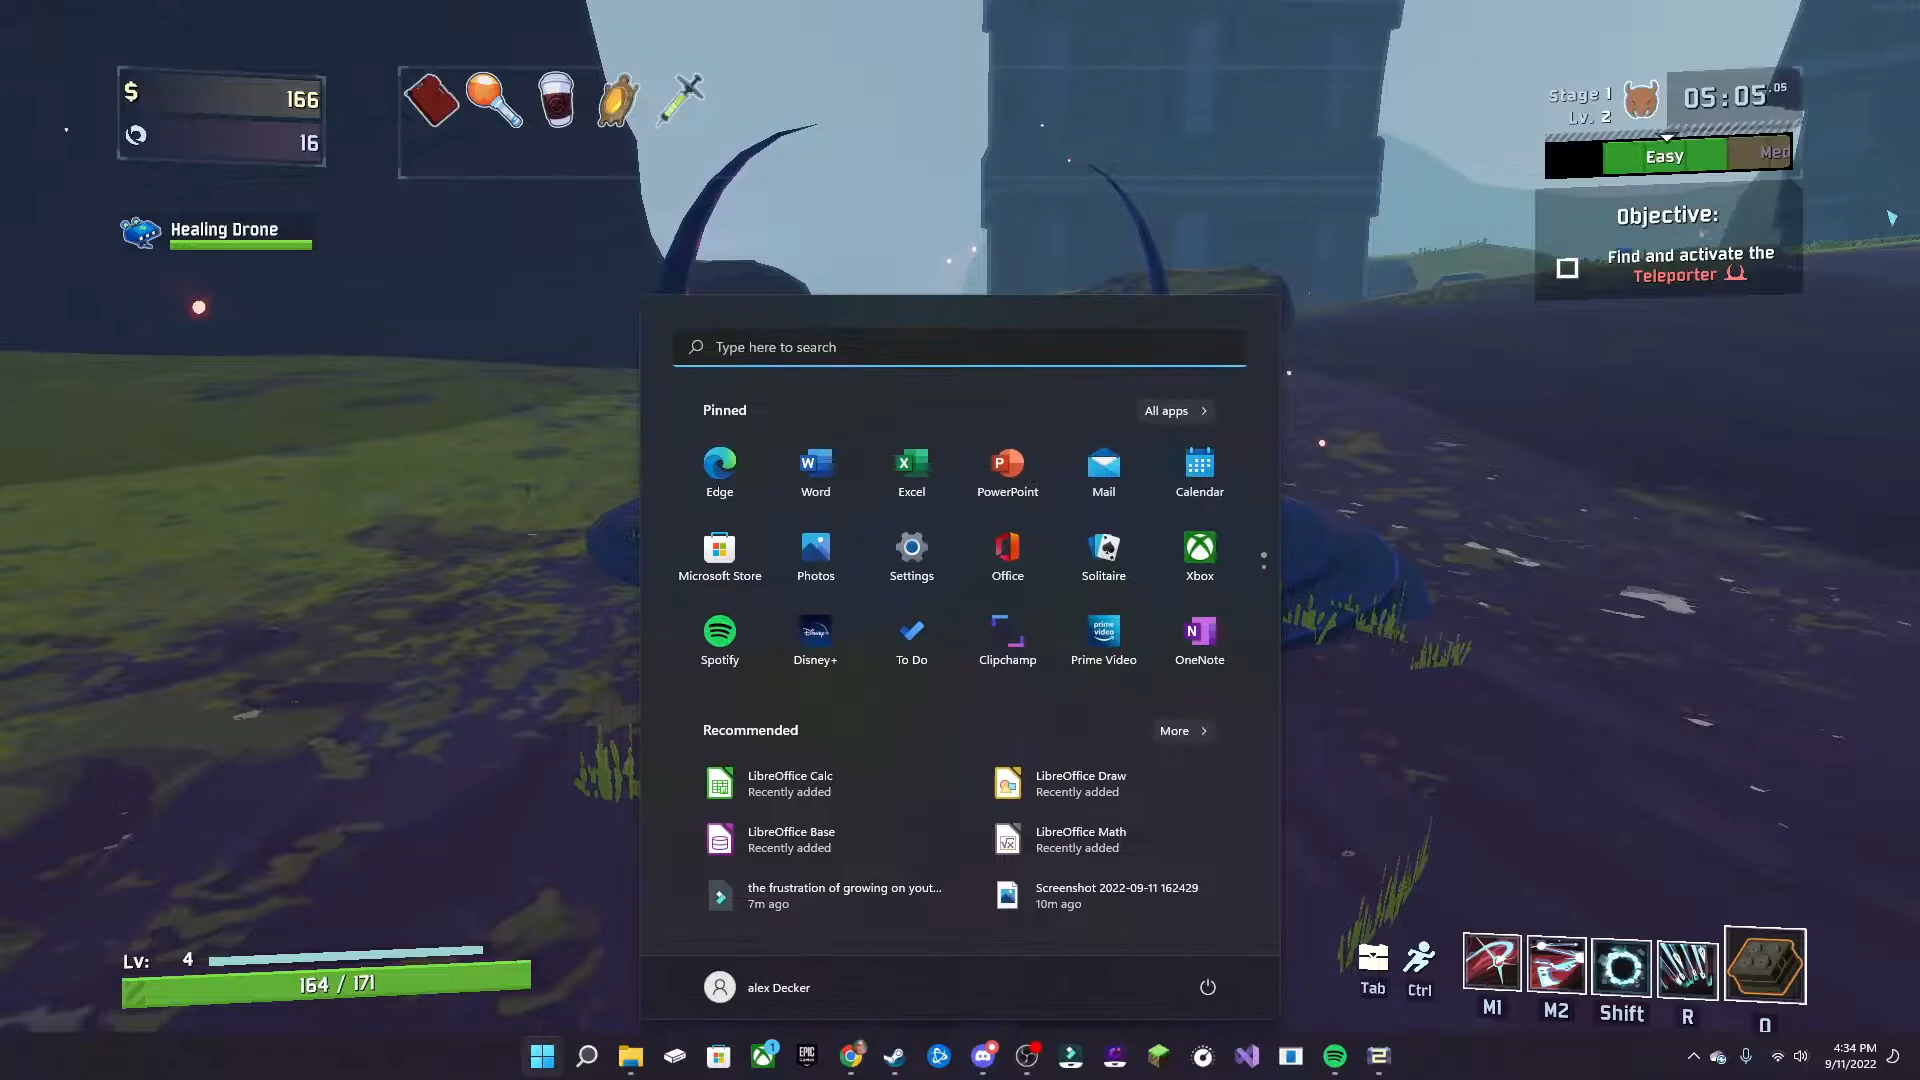 $ 166
16
Healing Drone
Stage 1
Lv. 2
05:05.05
Easy
Med
Objective:
Find and activate the
Teleporter
Type here to search
Pinned
All apps
Edge
Word
Excel
PowerPoint
Mail
Calendar
Microsoft Store
Photos
Settings
Office
Solitaire
Xbox
Spotify
Disney+
To Do
Clipchamp
Prime Video
OneNote
Recommended
More
LibreOffice Calc
Recently added
LibreOffice Draw
Recently added
LibreOffice Base
Recently added
LibreOffice Math
Recently added
the frustration of growing on yout...
7m ago
Screenshot 2022-09-11 162429
10m ago
alex Decker
Lv: 4
164 / 171
Tab
Ctrl
M1
M2
Shift
R
Q
4:34 PM
9/11/2022